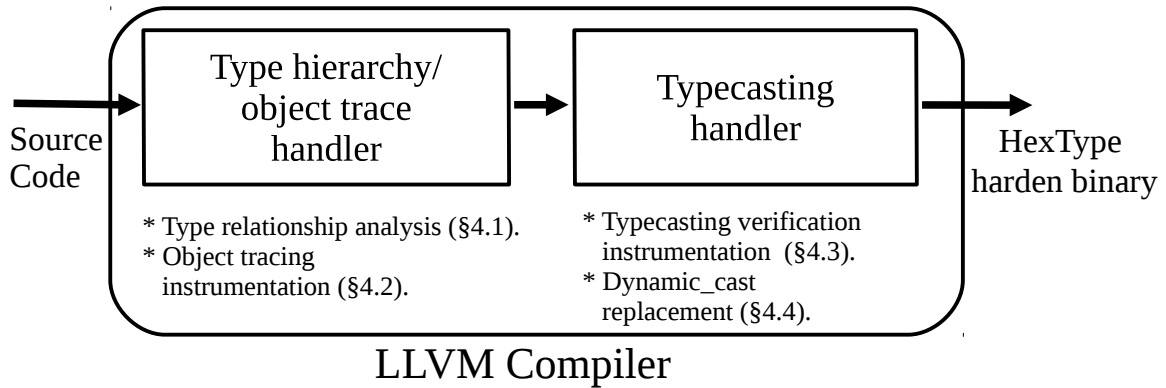 Type hierarchy/
object trace
handler
Typecasting
handler
Source
Code
HexType
harden binary
* Type relationship analysis (§4.1).
* Object tracing
instrumentation (§4.2).
* Typecasting verification
instrumentation (§4.3).
* Dynamic_cast
replacement (§4.4).
LLVM Compiler